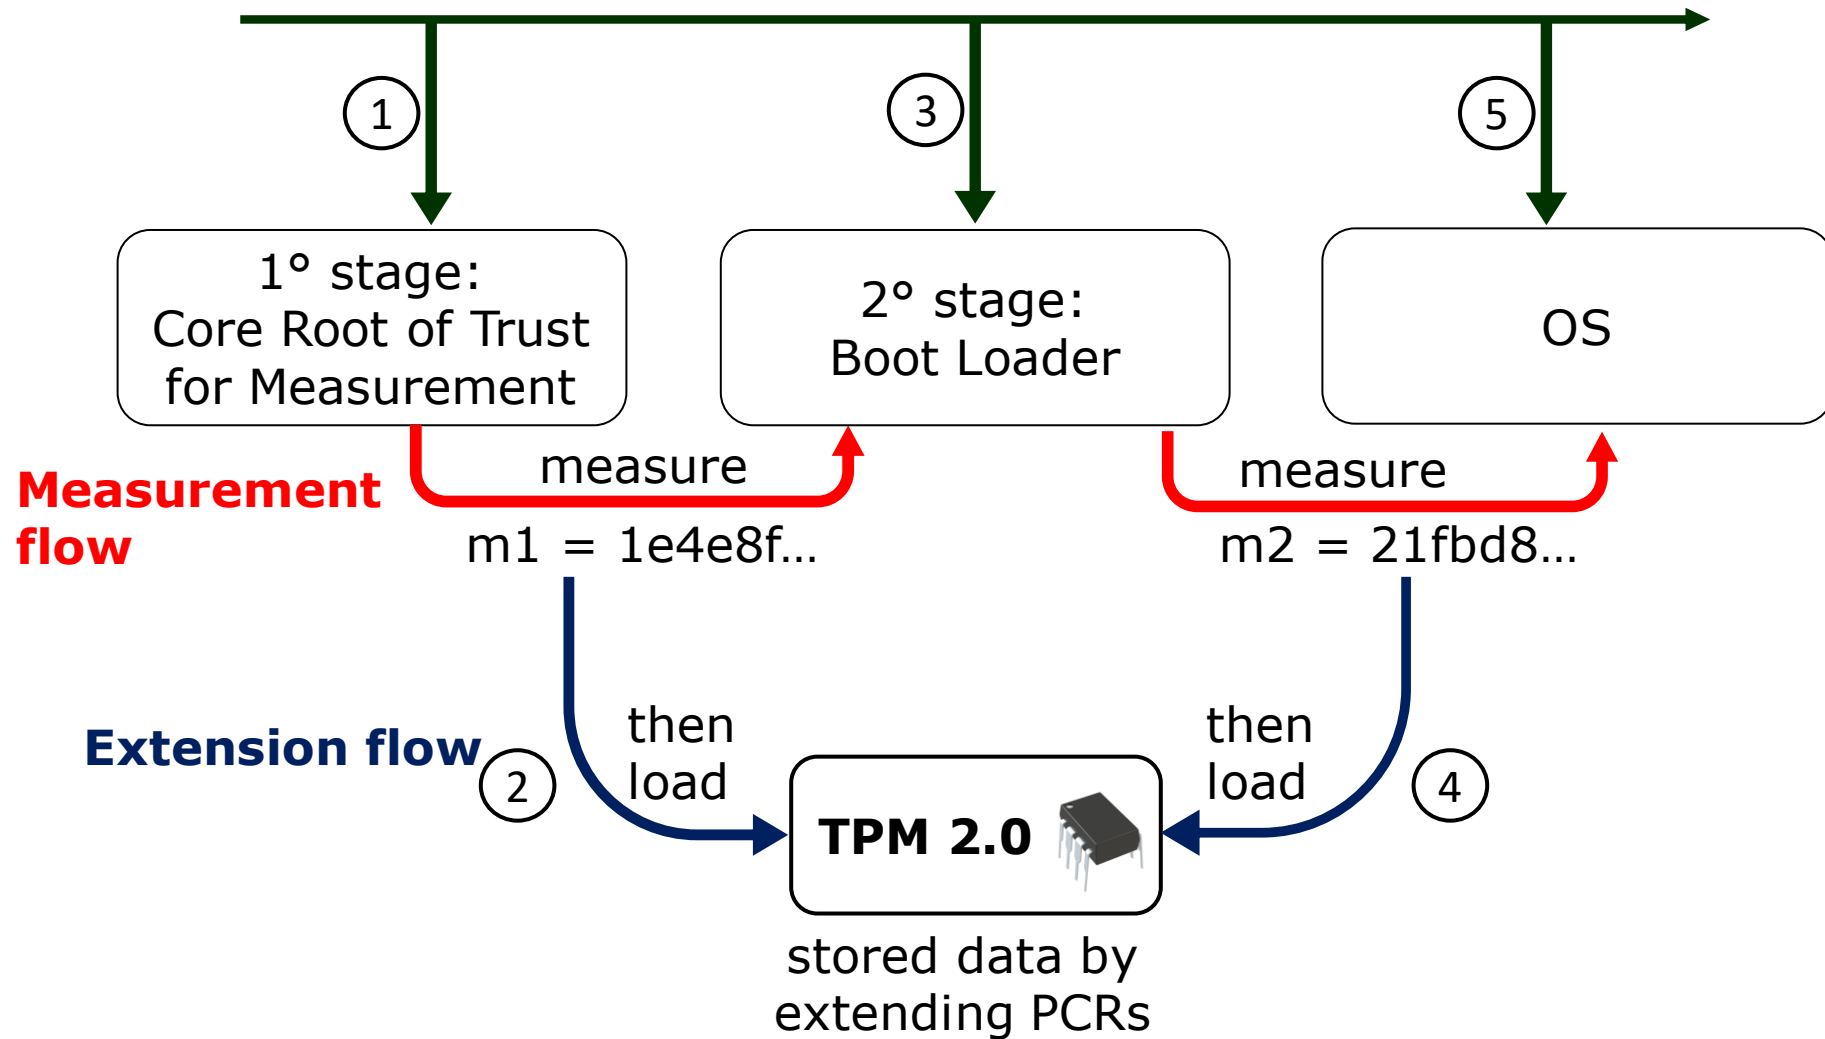 1
3
5
1° stage:
Core Root of Trust
for Measurement
2° stage:
Boot Loader
OS
Measurement
flow
measure
m1 = 1e4e8f…
measure
m2 = 21fbd8…
Extension flow
2
then
load
then
load
4
TPM 2.0
stored data by
extending PCRs